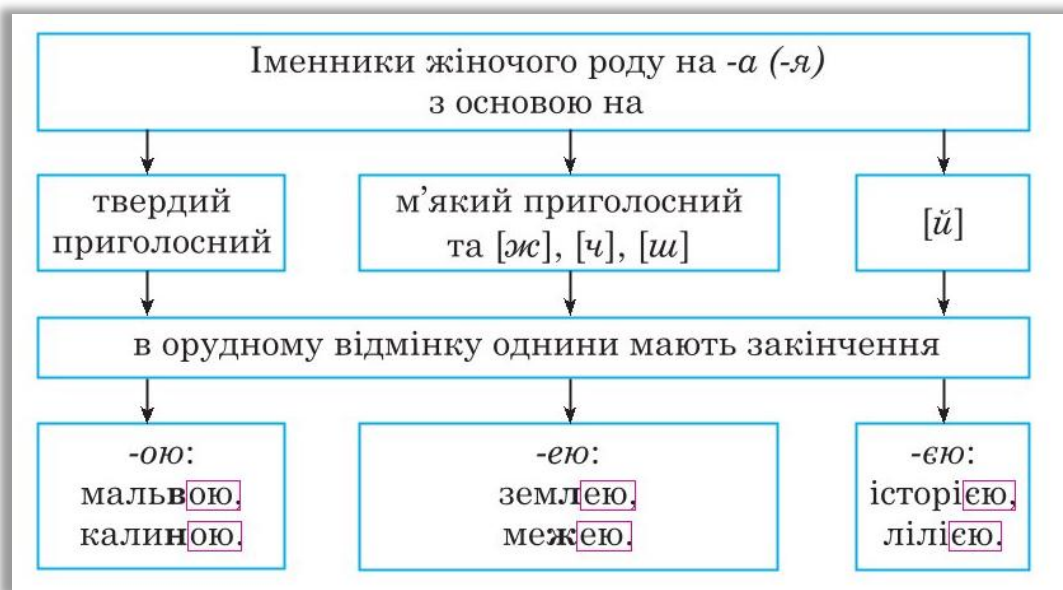 Іменники жіночого роду на -а (-я)
з основою на
твердий
приголосний
м’який приголосний
та [ж], [ч], [ш]
[й]
в орудному відмінку однини мають закінчення
-ою:
мальвою,
калиною.
-ею:
землею,
межею.
-єю:
історією,
лілією.